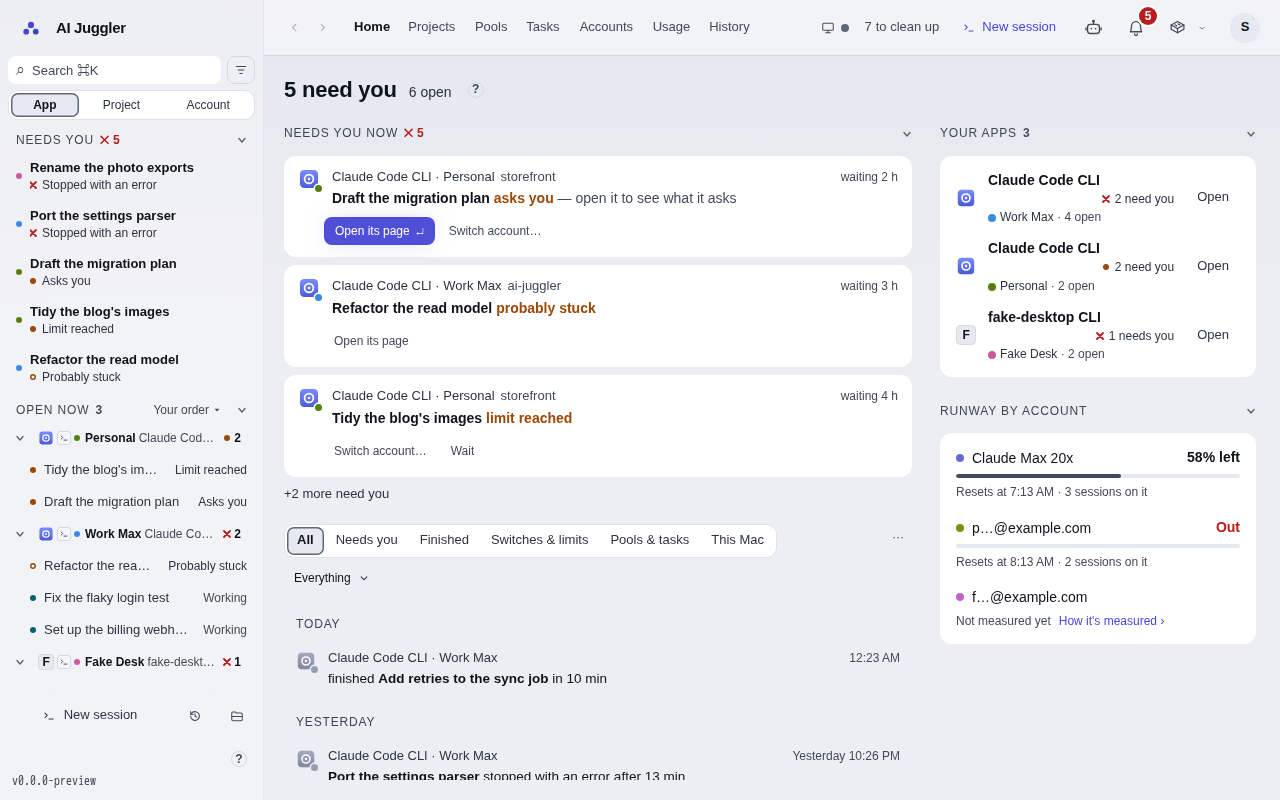 AI Juggler
Search ⌘K
App Project Account
NEEDS YOU 5
Rename the photo exports
Stopped with an error
Port the settings parser
Stopped with an error
Draft the migration plan
Asks you
Tidy the blog's images
Limit reached
Refactor the read model
Probably stuck
OPEN NOW 3 Your order
Personal Claude Cod… 2
Tidy the blog's im… Limit reached
Draft the migration plan Asks you
Work Max Claude Co… 2
Refactor the rea… Probably stuck
Fix the flaky login test Working
Set up the billing webh… Working
F Fake Desk fake-deskt… 1
New session
?
v0.0.0-preview
Home Projects Pools Tasks Accounts Usage History
7 to clean up New session 5 S
5 need you 6 open ?
NEEDS YOU NOW 5
Claude Code CLI · Personal storefront waiting 2 h
Draft the migration plan asks you — open it to see what it asks
Open its page Switch account…
Claude Code CLI · Work Max ai-juggler waiting 3 h
Refactor the read model probably stuck
Open its page
Claude Code CLI · Personal storefront waiting 4 h
Tidy the blog's images limit reached
Switch account… Wait
+2 more need you
All Needs you Finished Switches & limits Pools & tasks This Mac …
Everything
TODAY
Claude Code CLI · Work Max 12:23 AM
finished Add retries to the sync job in 10 min
YESTERDAY
Claude Code CLI · Work Max Yesterday 10:26 PM
Port the settings parser stopped with an error after 13 min
YOUR APPS 3
Claude Code CLI
2 need you Open
Work Max · 4 open
Claude Code CLI
2 need you Open
Personal · 2 open
fake-desktop CLI
F 1 needs you Open
Fake Desk · 2 open
RUNWAY BY ACCOUNT
Claude Max 20x 58% left
Resets at 7:13 AM · 3 sessions on it
p…@example.com Out
Resets at 8:13 AM · 2 sessions on it
f…@example.com
Not measured yet How it's measured ›